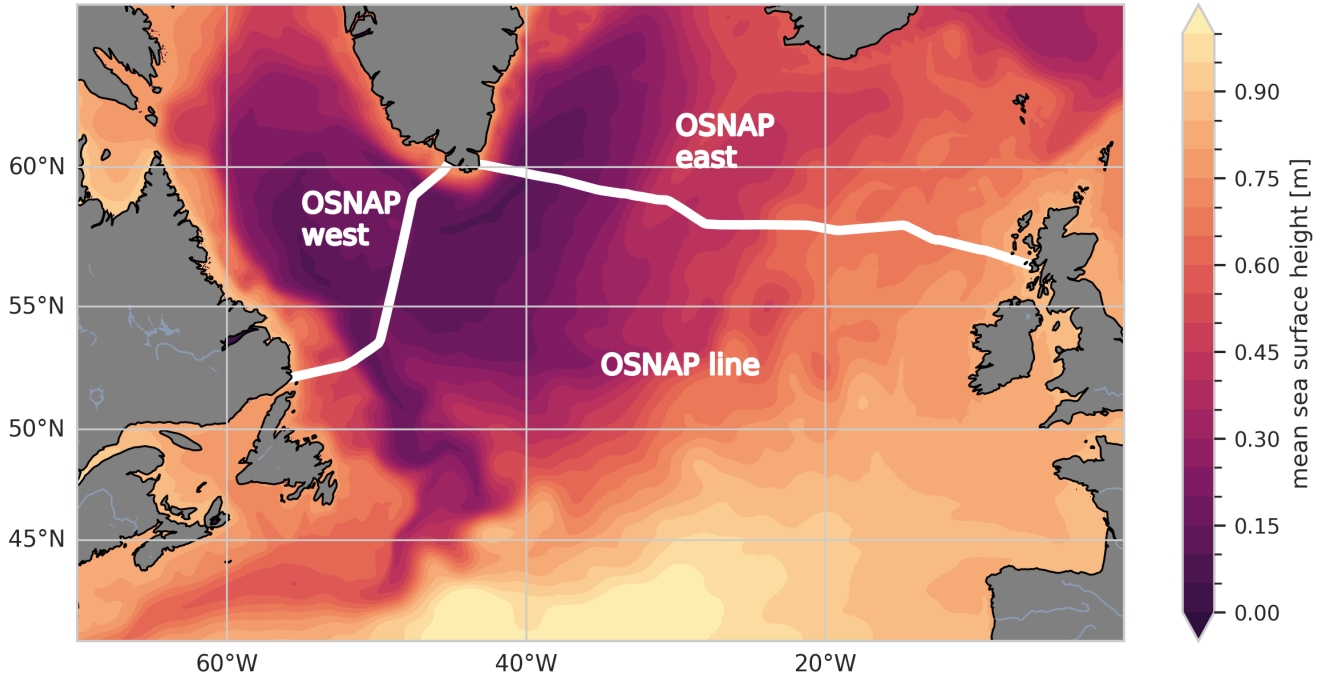 OSNAP
east
OSNAP
west
OSNAP line
60°N
55°N
50°N
45°N
60°W
40°W
20°W
0.90
0.75
0.60
0.45
0.30
0.15
0.00
mean sea surface height [m]